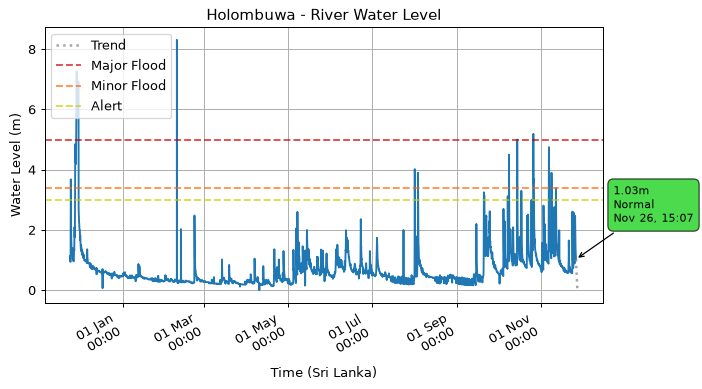 Holombuwa - River Water Level
Trend
Major Flood
Minor Flood
Alert
Water Level (m)
8
6
4
2
0
1.03m
Normal
Nov 26, 15:07
01 Jan
00:00
01 Mar
00:00
01 May
00:00
01 Jul
00:00
01 Sep
00:00
01 Nov
00:00
Time (Sri Lanka)